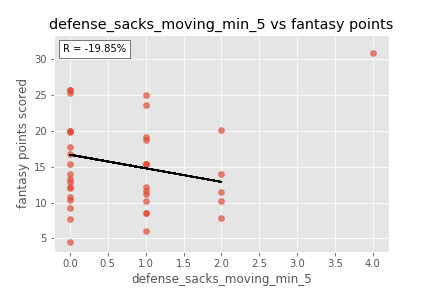 defense_sacks_moving_min_5 vs fantasy points
R = -19.85%
fantasy points scored
30
25
20
15
10
5
0.0 0.5 1.0 1.5 2.0 2.5 3.0 3.5 4.0
defense_sacks_moving_min_5